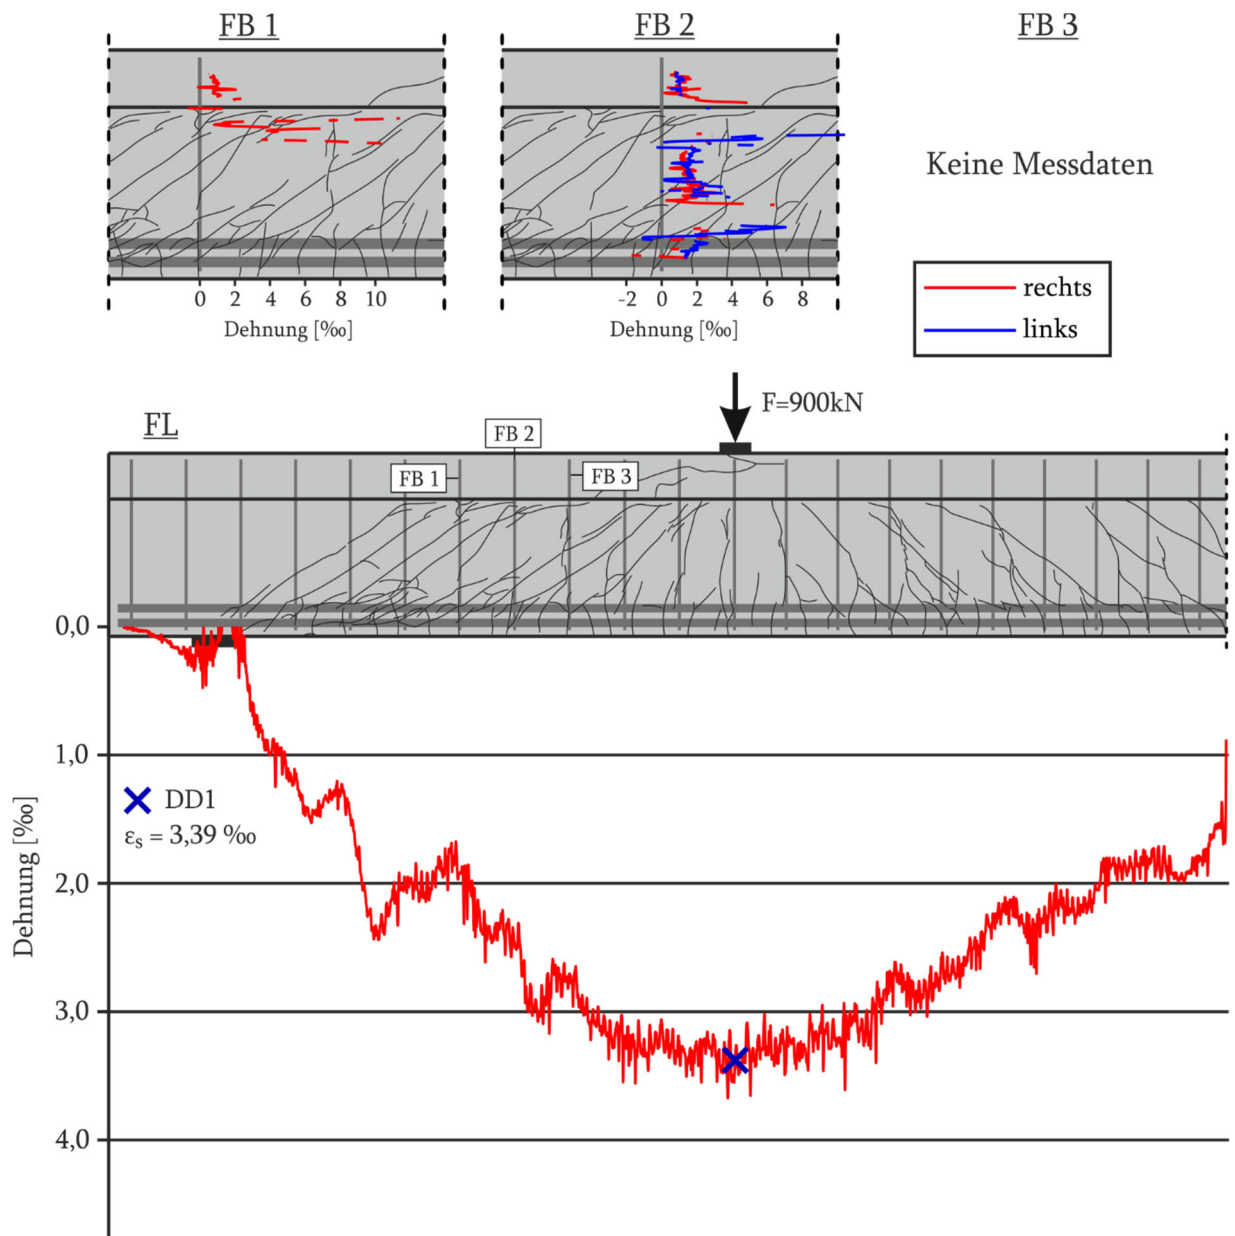 FB 1
FB 2
FB 3
Keine Messdaten
0 2 4 6 8 10
Dehnung [‰]
-2 0 2 4 6 8
Dehnung [‰]
rechts
links
F=900kN
FL
FB 2
FB 1
FB 3
0,0
1,0
DD1
εs = 3,39 ‰
2,0
3,0
4,0
Dehnung [‰]